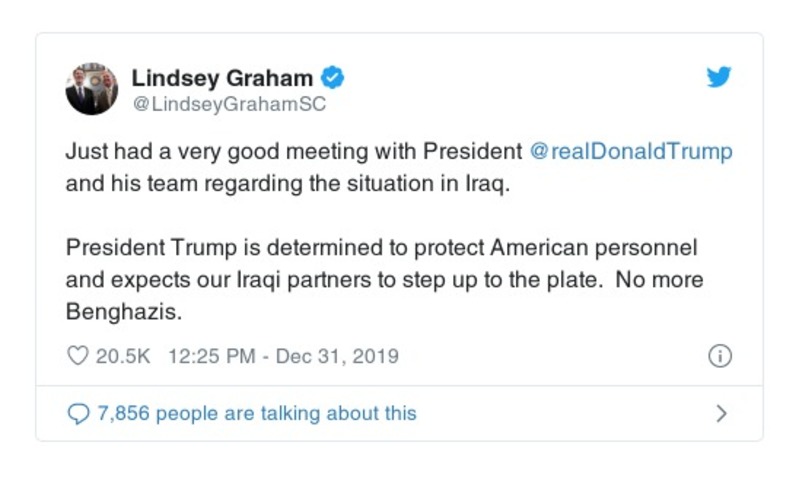 Lindsey Graham
@LindseyGrahamSC
Just had a very good meeting with President @realDonaldTrump
and his team regarding the situation in Iraq.
President Trump is determined to protect American personnel
and expects our Iraqi partners to step up to the plate.  No more
Benghazis.
20.5K 12:25 PM - Dec 31, 2019
7,856 people are talking about this